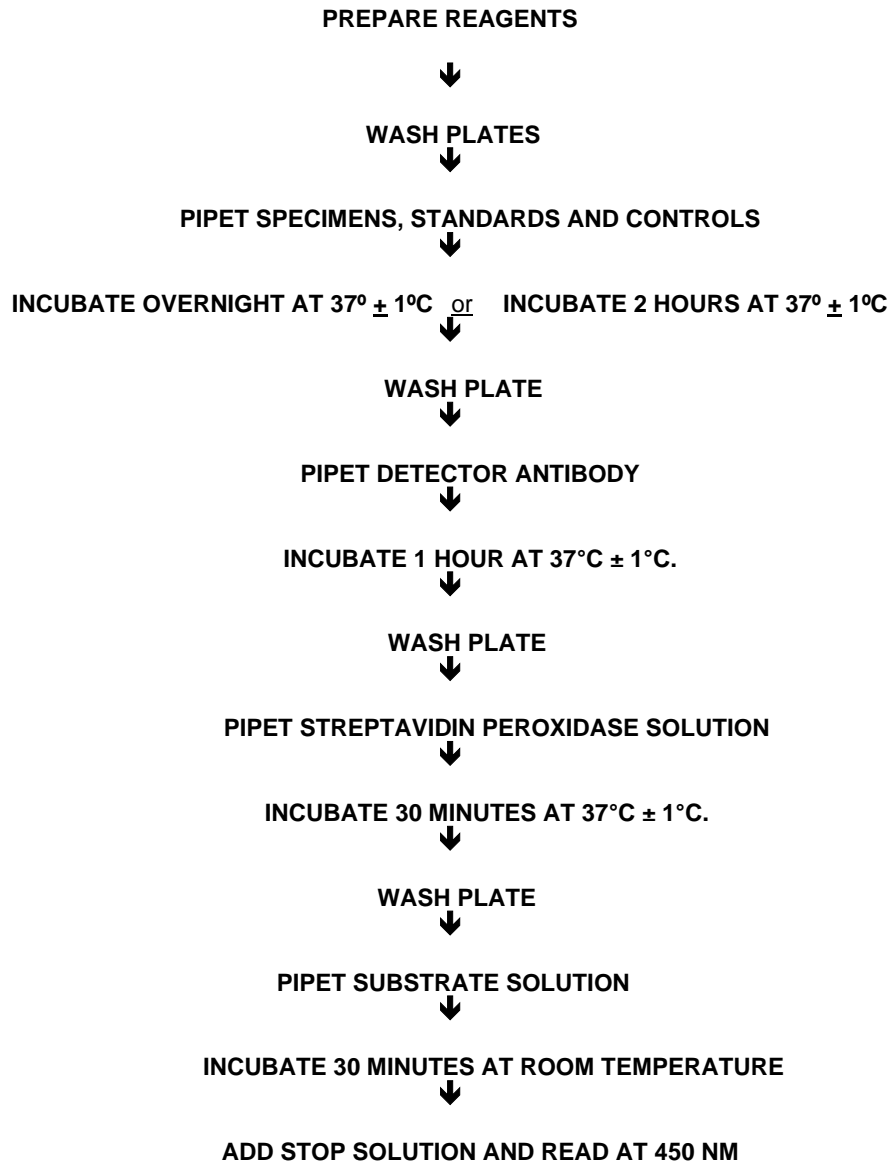 PREPARE REAGENTS
WASH PLATES
PIPET SPECIMENS, STANDARDS AND CONTROLS
INCUBATE OVERNIGHT AT 37º ± 1ºC or INCUBATE 2 HOURS AT 37º ± 1ºC
WASH PLATE
PIPET DETECTOR ANTIBODY
INCUBATE 1 HOUR AT 37°C ± 1°C.
WASH PLATE
PIPET STREPTAVIDIN PEROXIDASE SOLUTION
INCUBATE 30 MINUTES AT 37°C ± 1°C.
WASH PLATE
PIPET SUBSTRATE SOLUTION
INCUBATE 30 MINUTES AT ROOM TEMPERATURE
ADD STOP SOLUTION AND READ AT 450 NM